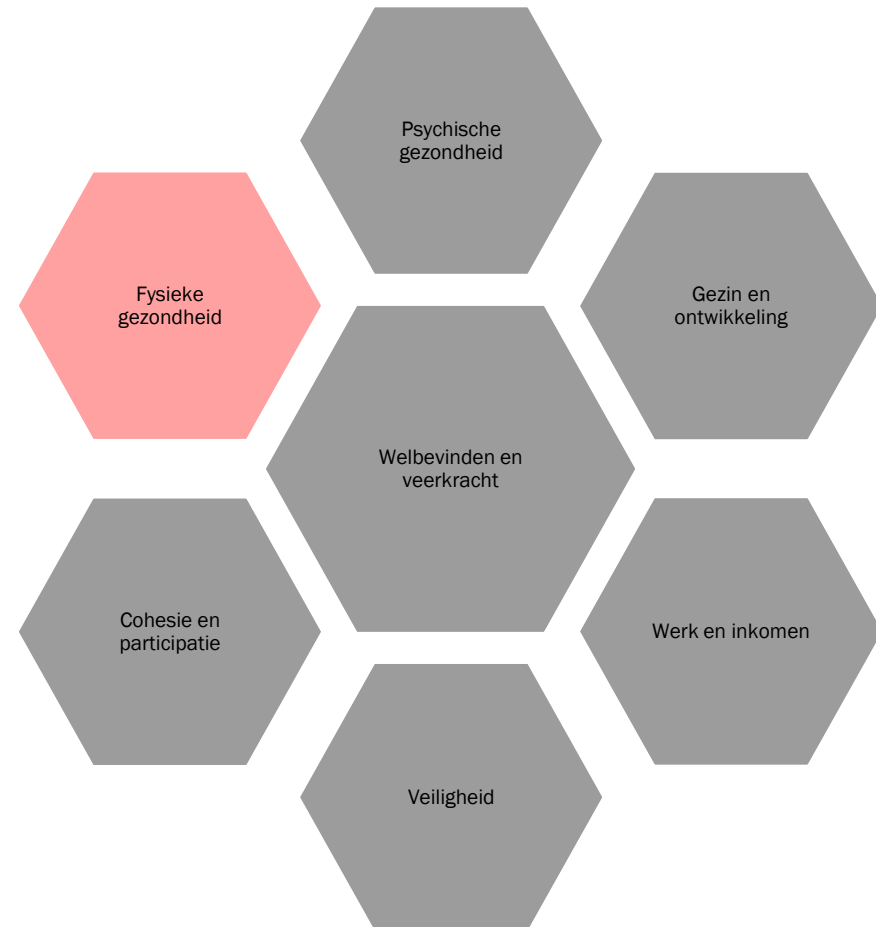 Psychische
gezondheid
Fysieke
gezondheid
Gezin en
ontwikkeling
Welbevinden en
veerkracht
Cohesie en
participatie
Werk en inkomen
Veiligheid